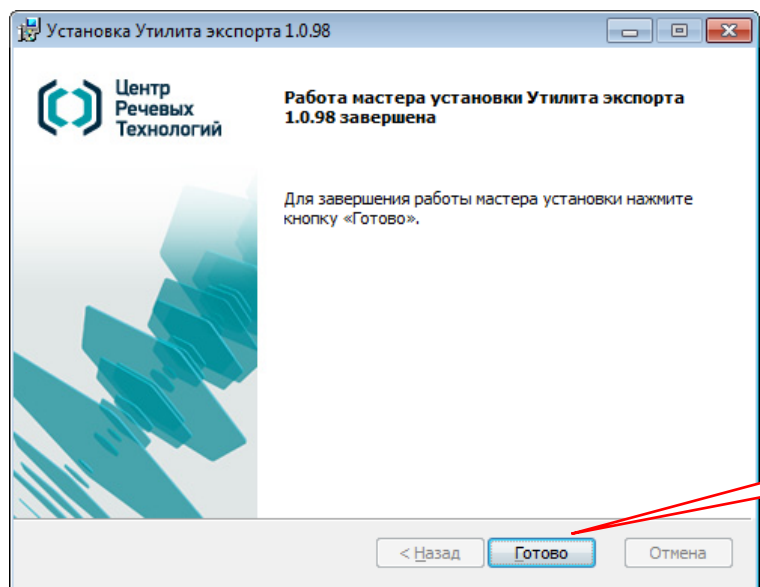 Установка Утилита экспорта 1.0.98
Центр
Речевых
Технологий
Работа мастера установки Утилита экспорта
1.0.98 завершена
Для завершения работы мастера установки нажмите
кнопку «Готово».
< Назад
Готово
Отмена